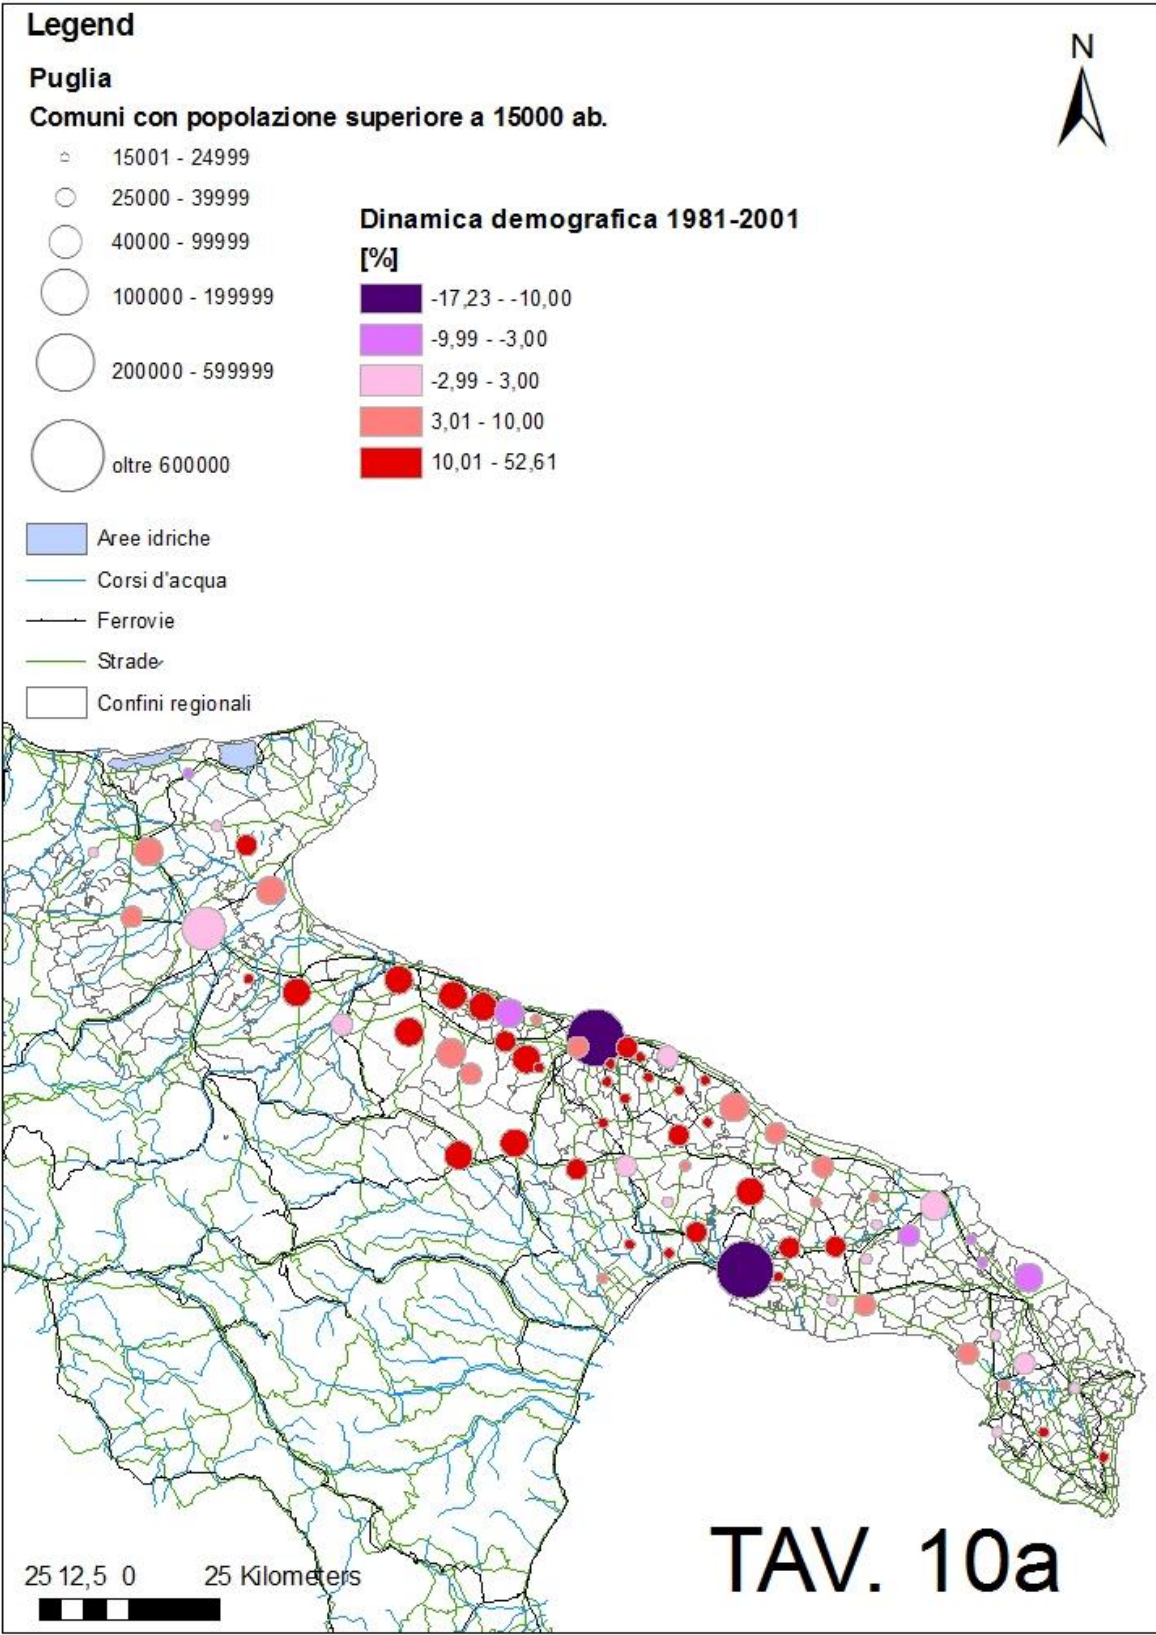 Legend
N
Puglia
Comuni con popolazione superiore a 15000 ab.
15001 - 24999
25000 - 39999
40000 - 99999
100000 - 199999
200000 - 599999
oltre 600000
Dinamica demografica 1981-2001
[%]
-17,23 - -10,00
-9,99 - -3,00
-2,99 - 3,00
3,01 - 10,00
10,01 - 52,61
Aree idriche
Corsi d'acqua
Ferrovie
Strade
Confini regionali
TAV. 10a
25 12,5 0 25 Kilometers